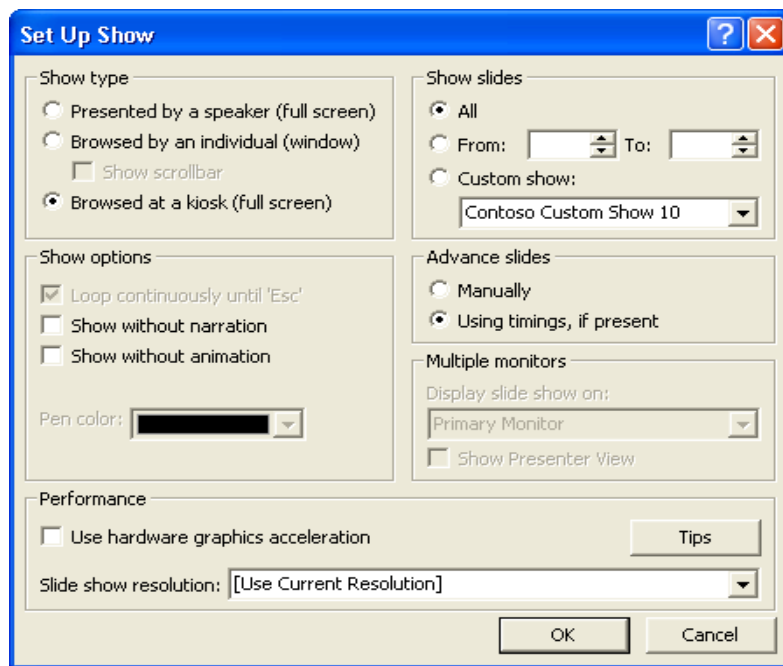 Set Up Show
Show type
Presented by a speaker (full screen)
Browsed by an individual (window)
Show scrollbar
Browsed at a kiosk (full screen)
Show slides
All
From: To:
Custom show:
Contoso Custom Show 10
Show options
Loop continuously until 'Esc'
Show without narration
Show without animation
Pen color:
Advance slides
Manually
Using timings, if present
Multiple monitors
Display slide show on:
Primary Monitor
Show Presenter View
Performance
Use hardware graphics acceleration
Tips
Slide show resolution: [Use Current Resolution]
OK Cancel